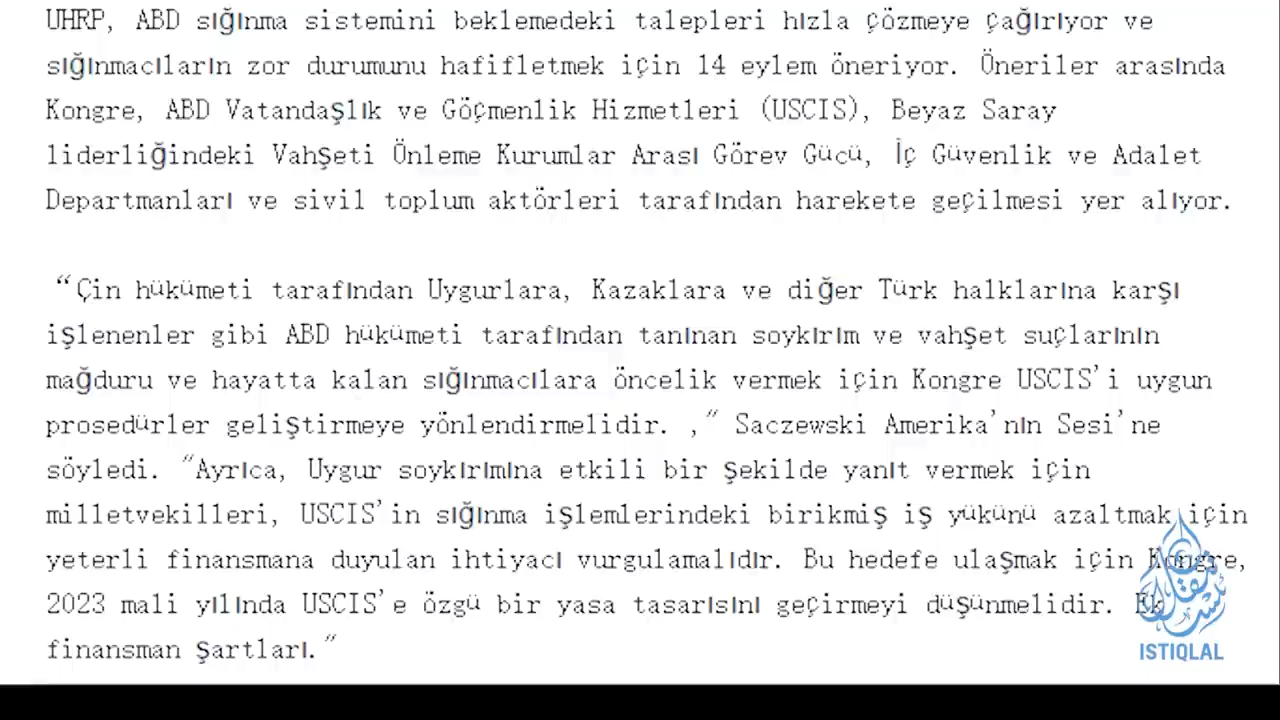 UHRP, ABD sığınma sistemini beklemedeki talepleri hızla çözmeye çağırıyor ve
sığınmacıların zor durumunu hafifletmek için 14 eylem öneriyor. Öneriler arasında
Kongre, ABD Vatandaşlık ve Göçmenlik Hizmetleri (USCIS), Beyaz Saray
liderliğindeki Vahşeti Önleme Kurumlar Arası Görev Gücü, İç Güvenlik ve Adalet
Departmanları ve sivil toplum aktörleri tarafından harekete geçilmesi yer alıyor.
“Çin hükümeti tarafından Uygurlara, Kazaklara ve diğer Türk halklarına karşı
işlenenler gibi ABD hükümeti tarafından tanınan soykırım ve vahşet suçlarının
mağduru ve hayatta kalan sığınmacılara öncelik vermek için Kongre USCIS'i uygun
prosedürler geliştirmeye yönlendirmelidir. ,” Saczewski Amerika'nın Sesi'ne
söyledi. “Ayrıca, Uygur soykırımına etkili bir şekilde yanıt vermek için
milletvekilleri, USCIS'in sığınma işlemlerindeki birikmiş iş yükünü azaltmak için
yeterli finansmana duyulan ihtiyacı vurgulamalıdır. Bu hedefe ulaşmak için Kongre,
2023 mali yılında USCIS'e özgü bir yasa tasarısını geçirmeyi düşünmelidir. Ek
finansman şartları.”
ISTIQLAL